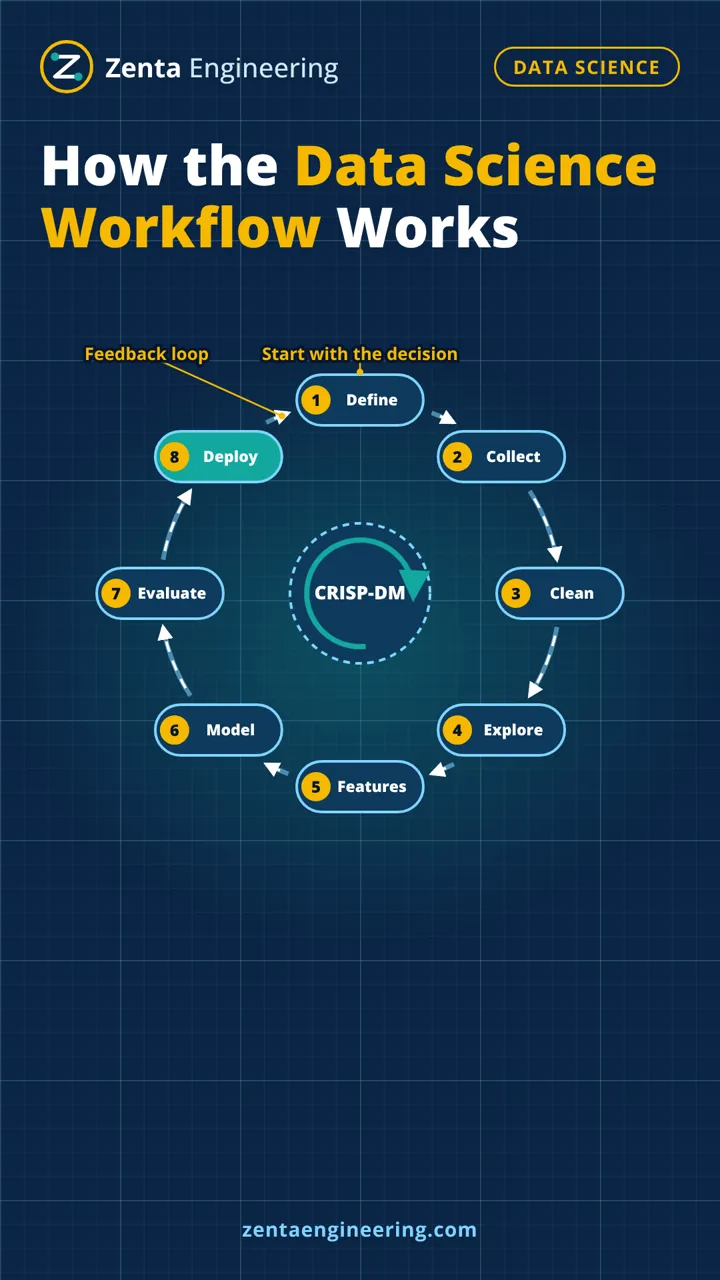 Z Zenta Engineering
DATA SCIENCE
How the Data Science
Workflow Works
Feedback loop
Start with the decision
1 Define
8 Deploy
2 Collect
7 Evaluate
CRISP-DM
3 Clean
6 Model
4 Explore
5 Features
zentaengineering.com